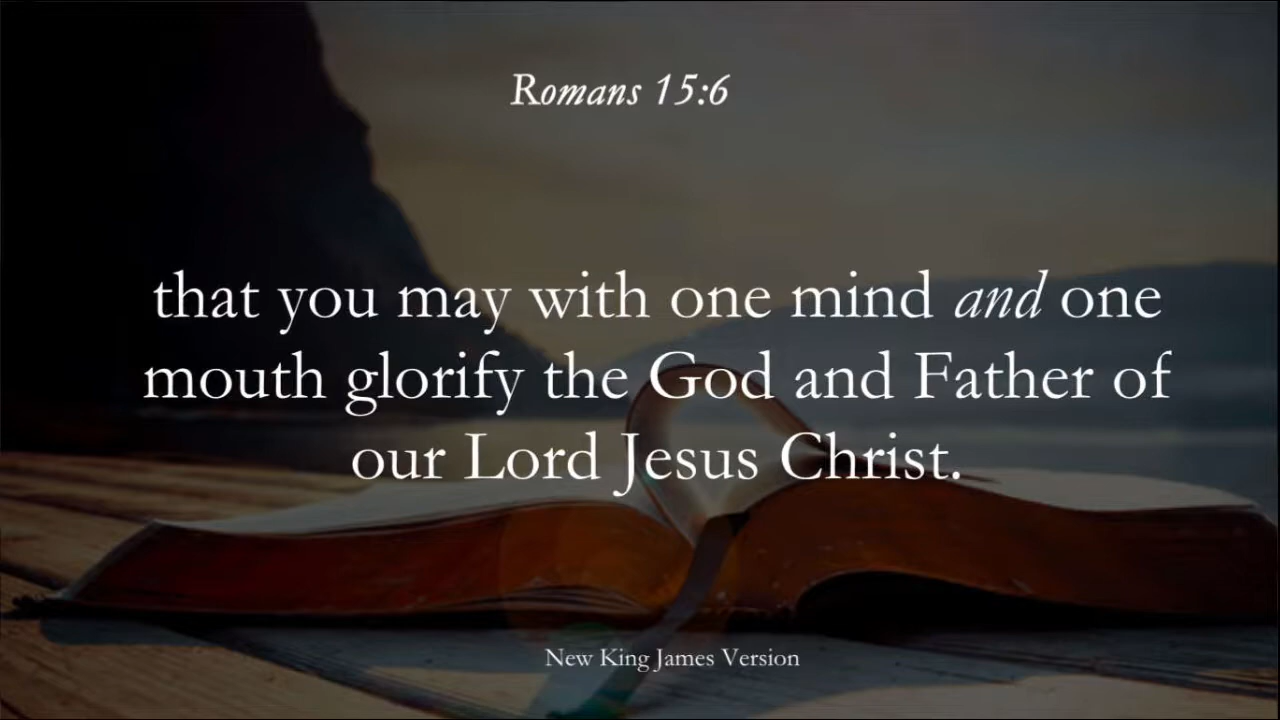 Romans 15:6
that you may with one mind and one
mouth glorify the God and Father of
our Lord Jesus Christ.
New King James Version